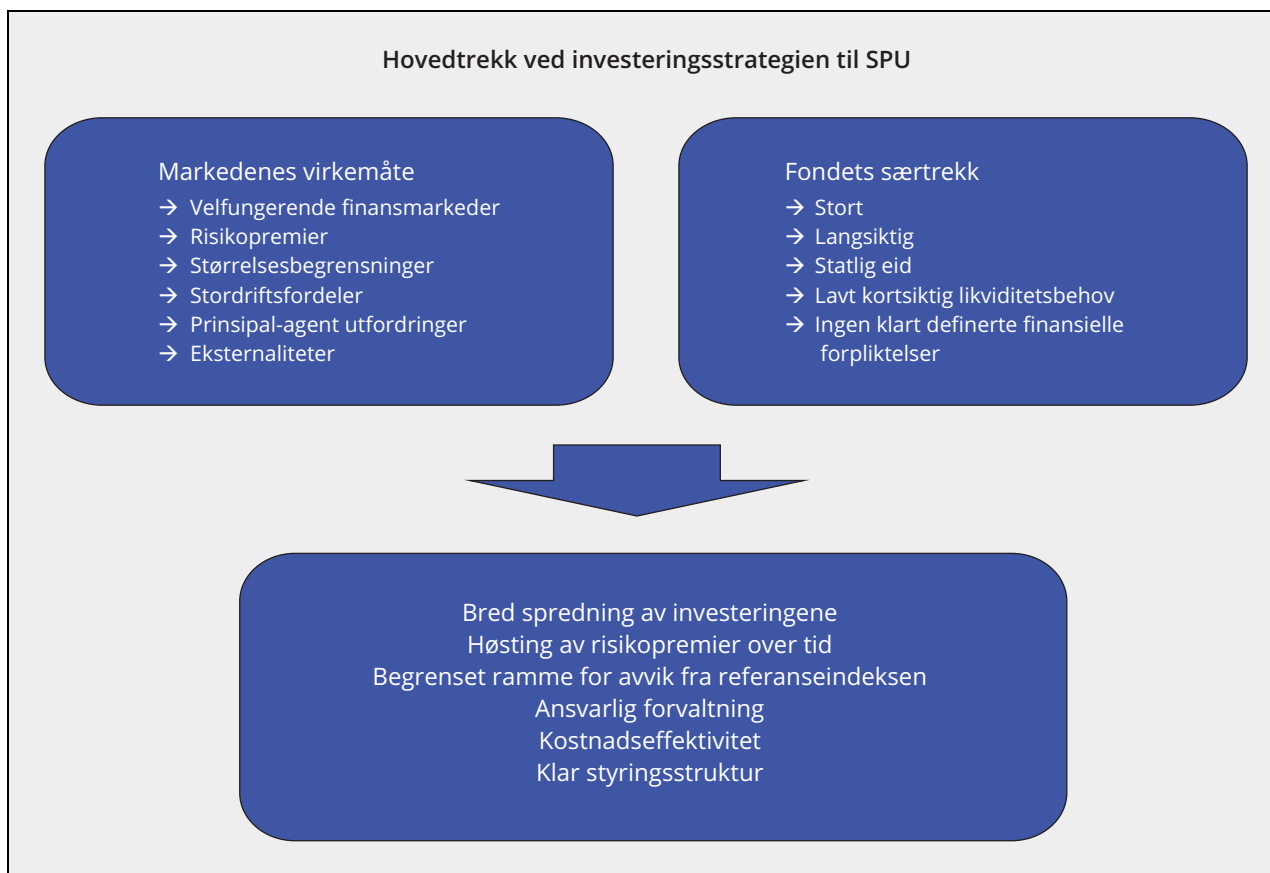 Hovedtrekk ved investeringsstrategien til SPU
Markedenes virkemåte
→ Velfungerende finansmarkeder
→ Risikopremier
→ Størrelsesbegrensninger
→ Stordriftsfordeler
→ Prinsipal-agent utfordringer
→ Eksternaliteter
Fondets særtrekk
→ Stort
→ Langsiktig
→ Statlig eid
→ Lavt kortsiktig likviditetsbehov
→ Ingen klart definerte finansielle
forpliktelser
Bred spredning av investeringene
Høsting av risikopremier over tid
Begrenset ramme for avvik fra referanseindeksen
Ansvarlig forvaltning
Kostnadseffektivitet
Klar styringsstruktur